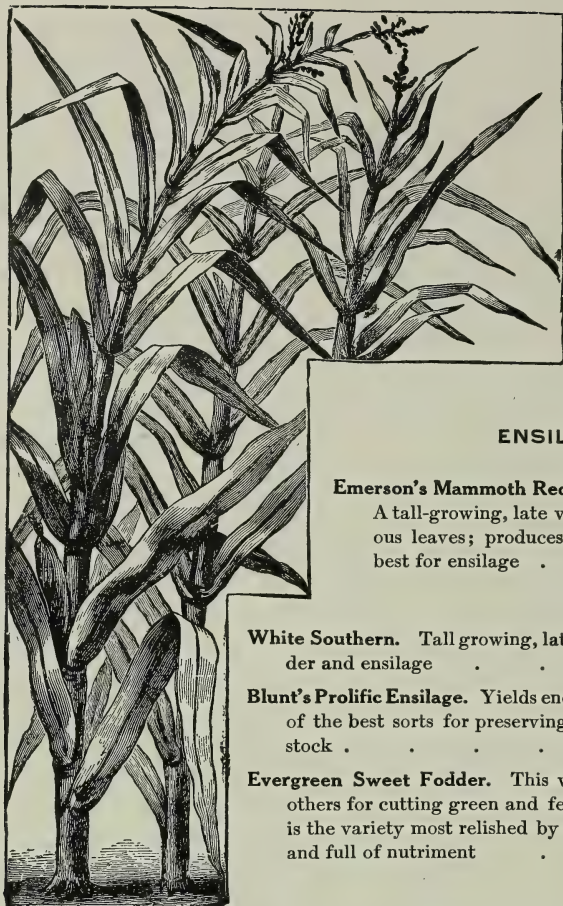 ENSIL
Emerson's Mammoth Rec
A tall-growing, late v
ous leaves; produces
best for ensilage .
White Southern. Tall growing, lat
der and ensilage . .
Blunt's Prolific Ensilage. Yields en
of the best sorts for preserving
stock . . . .
Evergreen Sweet Fodder. This v
others for cutting green and fe
is the variety most relished by
and full of nutriment .